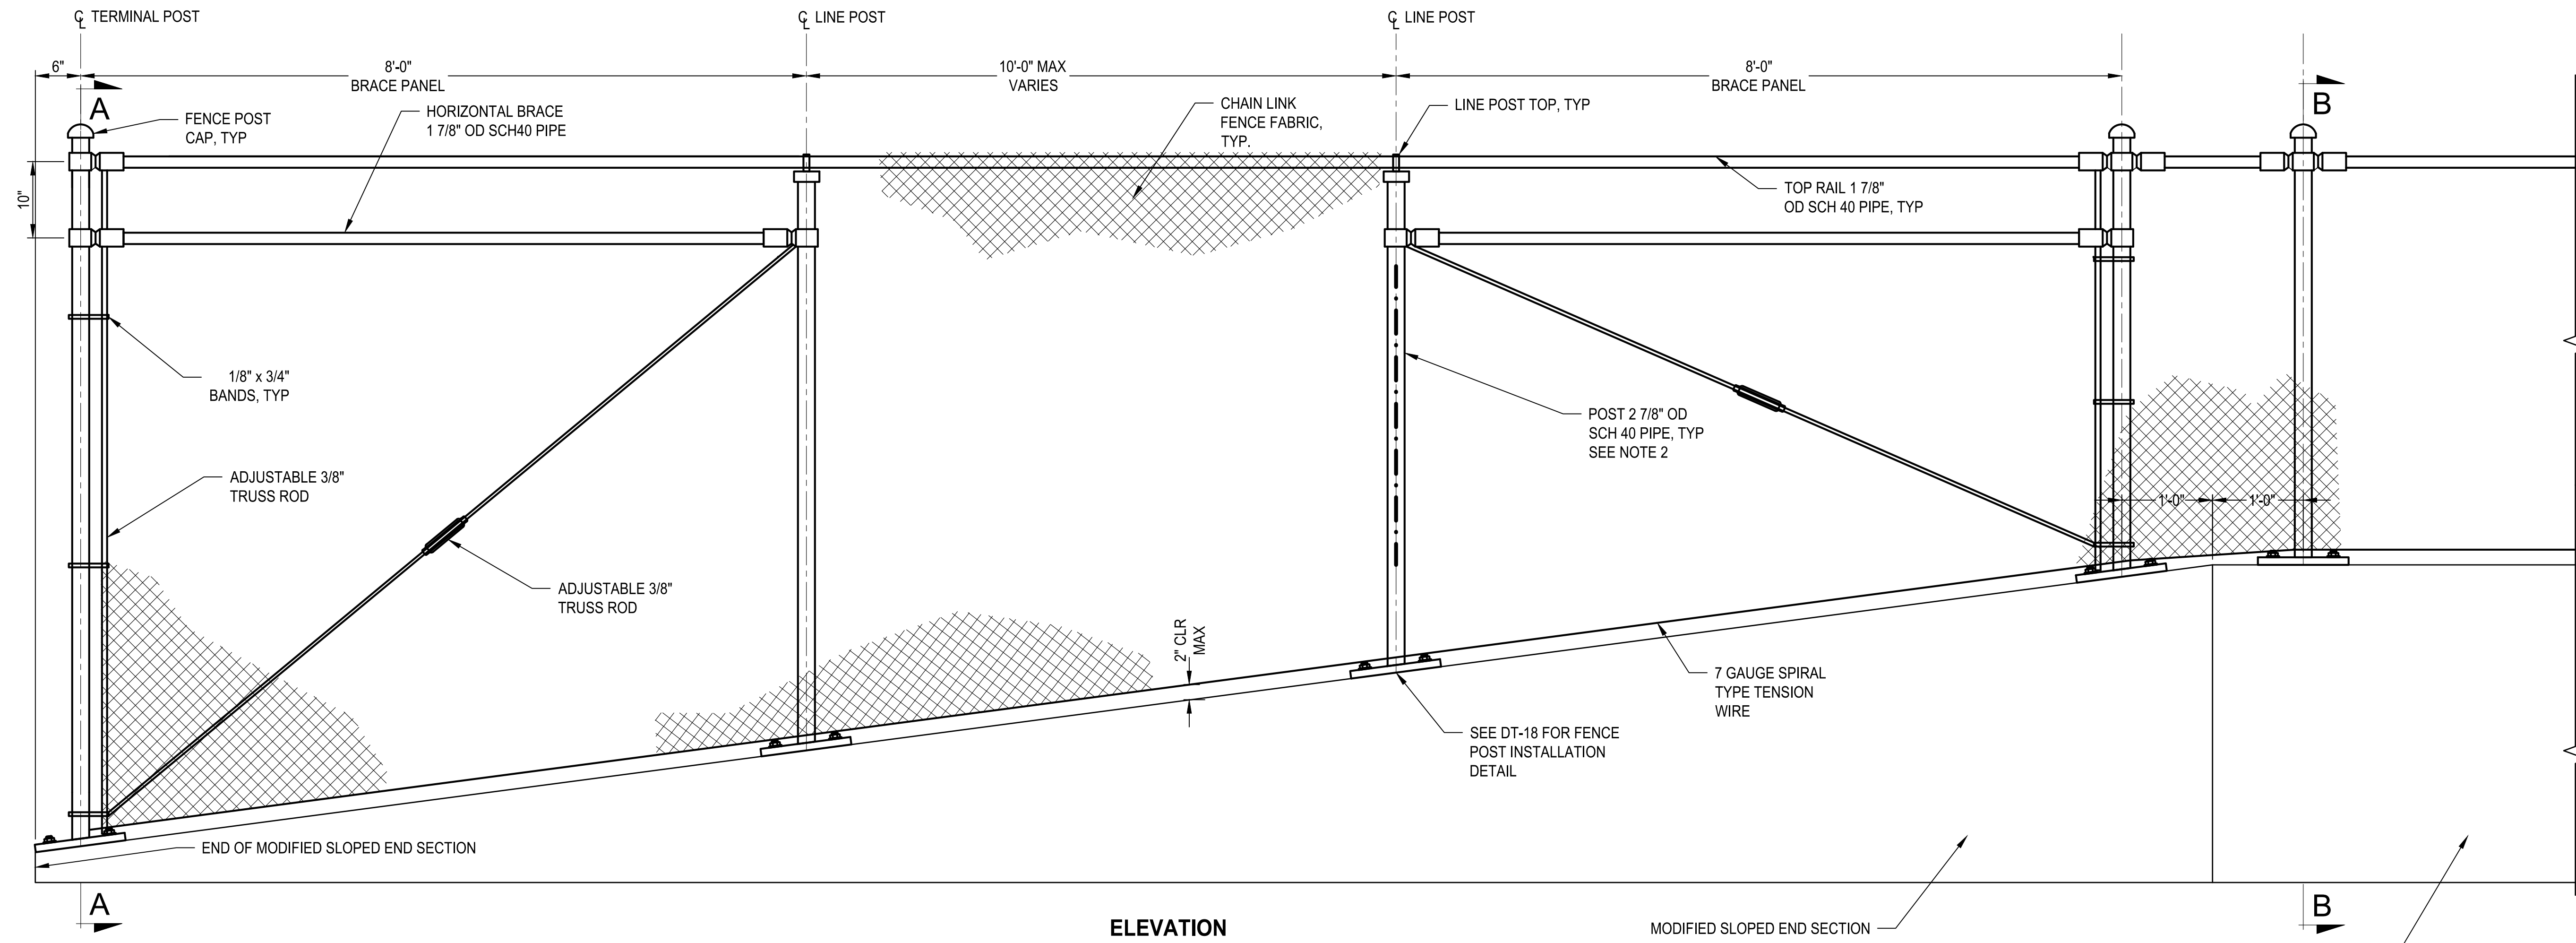 ℄ TERMINAL POST
℄ LINE POST
℄ LINE POST
6"
8'-0"
BRACE PANEL
10'-0" MAX
VARIES
8'-0"
BRACE PANEL
A
B
FENCE POST
CAP, TYP
HORIZONTAL BRACE
1 7/8" OD SCH40 PIPE
CHAIN LINK
FENCE FABRIC,
TYP.
LINE POST TOP, TYP
10"
TOP RAIL 1 7/8"
OD SCH 40 PIPE, TYP
1/8" x 3/4"
BANDS, TYP
POST 2 7/8" OD
SCH 40 PIPE, TYP
SEE NOTE 2
ADJUSTABLE 3/8"
TRUSS ROD
1'-0"
1'-0"
ADJUSTABLE 3/8"
TRUSS ROD
2" CLR
MAX
7 GAUGE SPIRAL
TYPE TENSION
WIRE
SEE DT-18 FOR FENCE
POST INSTALLATION
DETAIL
END OF MODIFIED SLOPED END SECTION
A
B
ELEVATION
MODIFIED SLOPED END SECTION